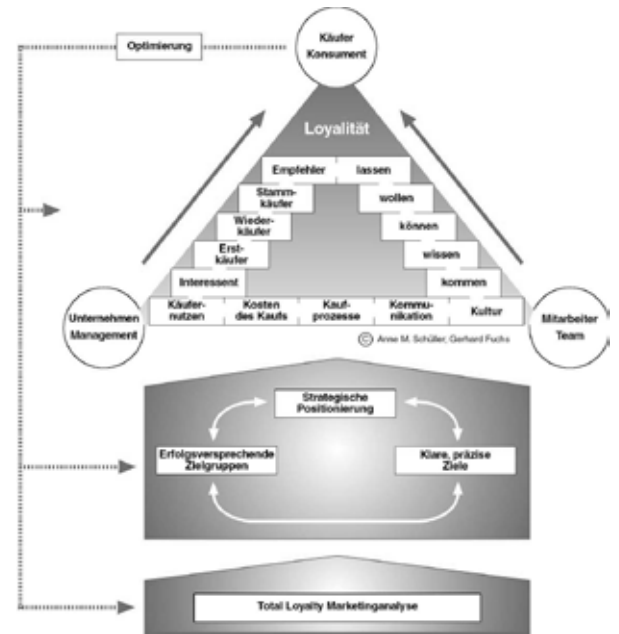 Käufer
Konsument
Optimierung
Loyalität
Empfehler
lassen
Stamm-
käufer
wollen
Wieder-
käufer
können
Erst-
käufer
wissen
Interessent
kommen
Käufer-
nutzen
Kosten
des Kaufs
Kauf-
prozesse
Kommu-
nikation
Kultur
Unternehmen
Management
Mitarbeiter
Team
© Anne M. Schüller, Gerhard Fuchs
Strategische
Positionierung
Erfolgsversprechende
Zielgruppen
Klare, präzise
Ziele
Total Loyalty Marketinganalyse